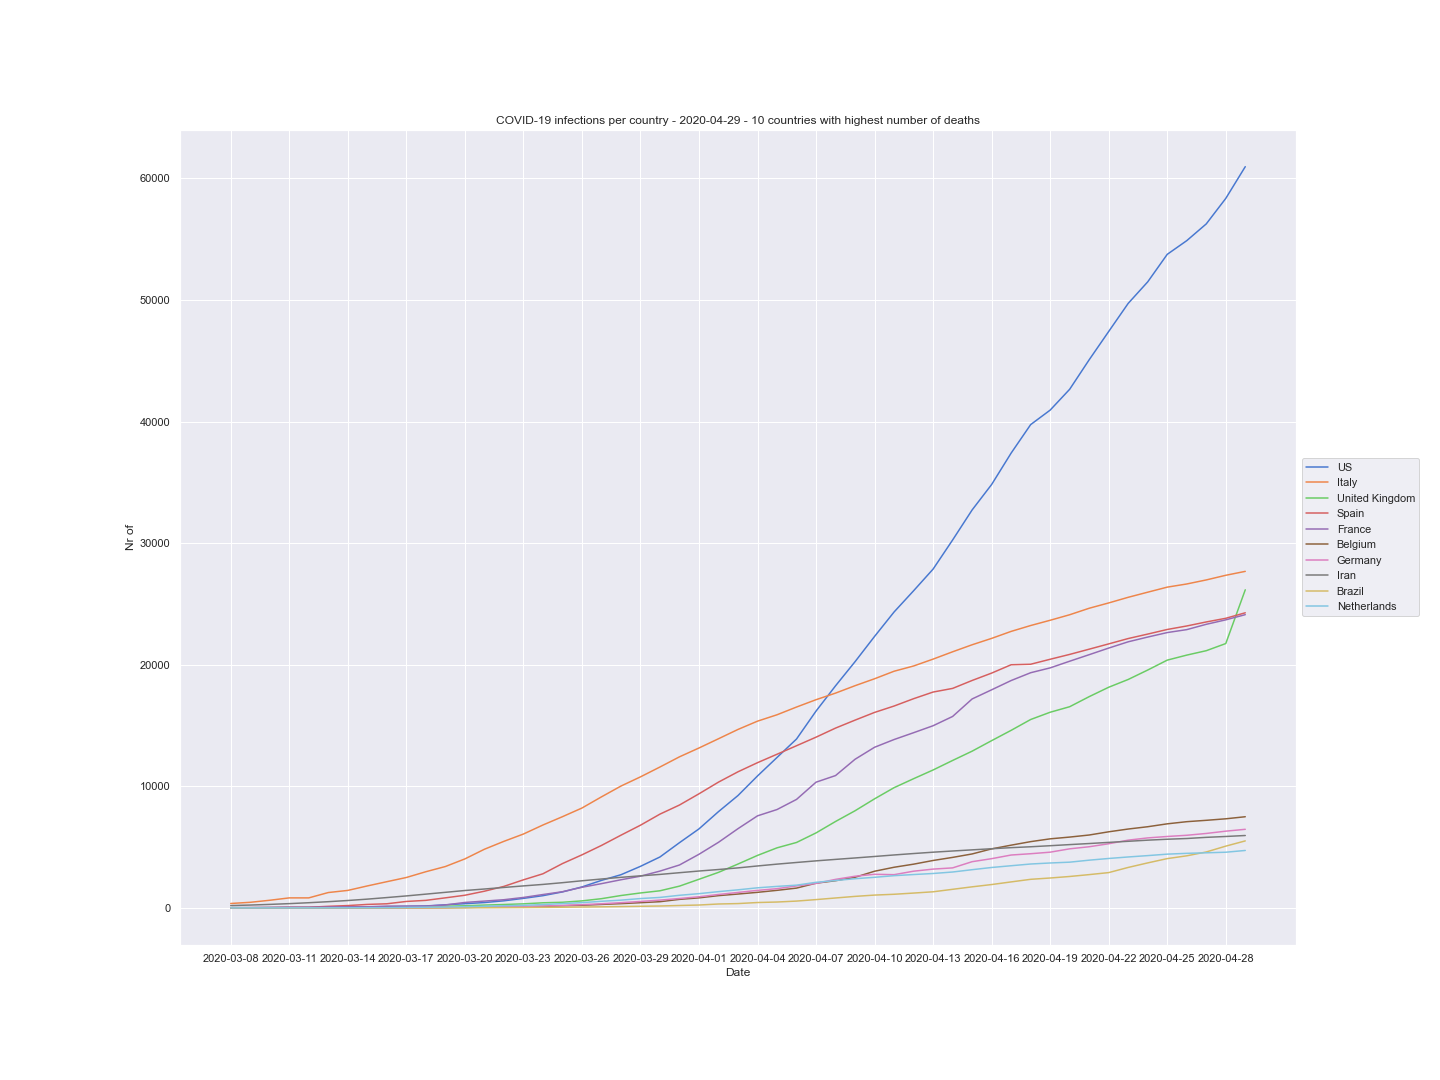 COVID-19 infections per country - 2020-04-29 - 10 countries with highest number of deaths
60000
50000
40000
30000
20000
10000
0
Nr of
2020-03-08 2020-03-11 2020-03-14 2020-03-17 2020-03-20 2020-03-23 2020-03-26 2020-03-29 2020-04-01 2020-04-04 2020-04-07 2020-04-10 2020-04-13 2020-04-16 2020-04-19 2020-04-22 2020-04-25 2020-04-28
Date
US
Italy
United Kingdom
Spain
France
Belgium
Germany
Iran
Brazil
Netherlands